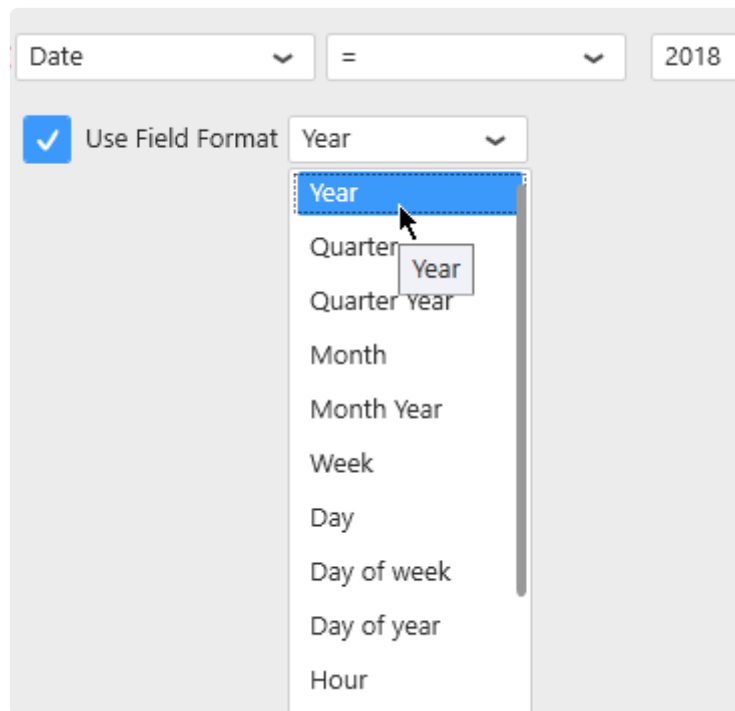 Date = 2018
Use Field Format Year
Year
Quarter
Year
Quarter Year
Month
Month Year
Week
Day
Day of week
Day of year
Hour